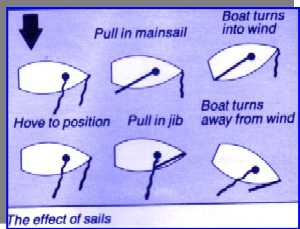 Pull in mainsail
Boat turns
into wind
Hove to position
Pull in jib
Boat turns
away from wind
The effect of sails